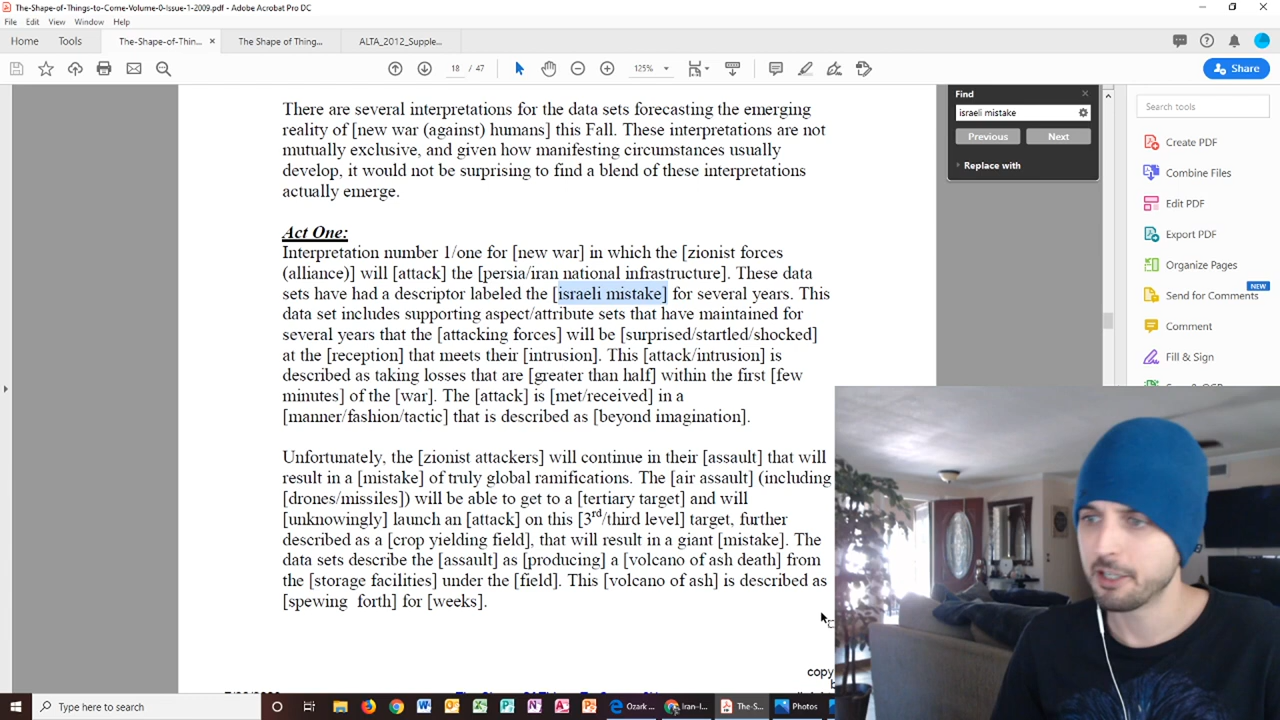 The-Shape-of-Things-to-Come-Volume-0-Issue-1-2009.pdf - Adobe Acrobat Pro DC
File Edit View Window Help
Home Tools The-Shape-of-Thin... × The Shape of Thing... ALTA_2012_Supple...
18 / 47 125% Share
There are several interpretations for the data sets forecasting the emerging
reality of [new war (against) humans] this Fall. These interpretations are not
mutually exclusive, and given how manifesting circumstances usually
develop, it would not be surprising to find a blend of these interpretations
actually emerge.
Act One:
Interpretation number 1/one for [new war] in which the [zionist forces
(alliance)] will [attack] the [persia/iran national infrastructure]. These data
sets have had a descriptor labeled the [israeli mistake] for several years. This
data set includes supporting aspect/attribute sets that have maintained for
several years that the [attacking forces] will be [surprised/startled/shocked]
at the [reception] that meets their [intrusion]. This [attack/intrusion] is
described as taking losses that are [greater than half] within the first [few
minutes] of the [war]. The [attack] is [met/received] in a
[manner/fashion/tactic] that is described as [beyond imagination].
Unfortunately, the [zionist attackers] will continue in their [assault] that will
result in a [mistake] of truly global ramifications. The [air assault] (including
[drones/missiles]) will be able to get to a [tertiary target] and will
[unknowingly] launch an [attack] on this [3rd/third level] target, further
described as a [crop yielding field], that will result in a giant [mistake]. The
data sets describe the [assault] as [producing] a [volcano of ash death] from
the [storage facilities] under the [field]. This [volcano of ash] is described as
[spewing forth] for [weeks].
copy
Find
israeli mistake
Previous Next
Replace with
Search tools
Create PDF
Combine Files
Edit PDF
Export PDF
Organize Pages
NEW
Send for Comments
Comment
Fill & Sign
Type here to search
Ozark ...
Iran-I...
The-S...
Photos